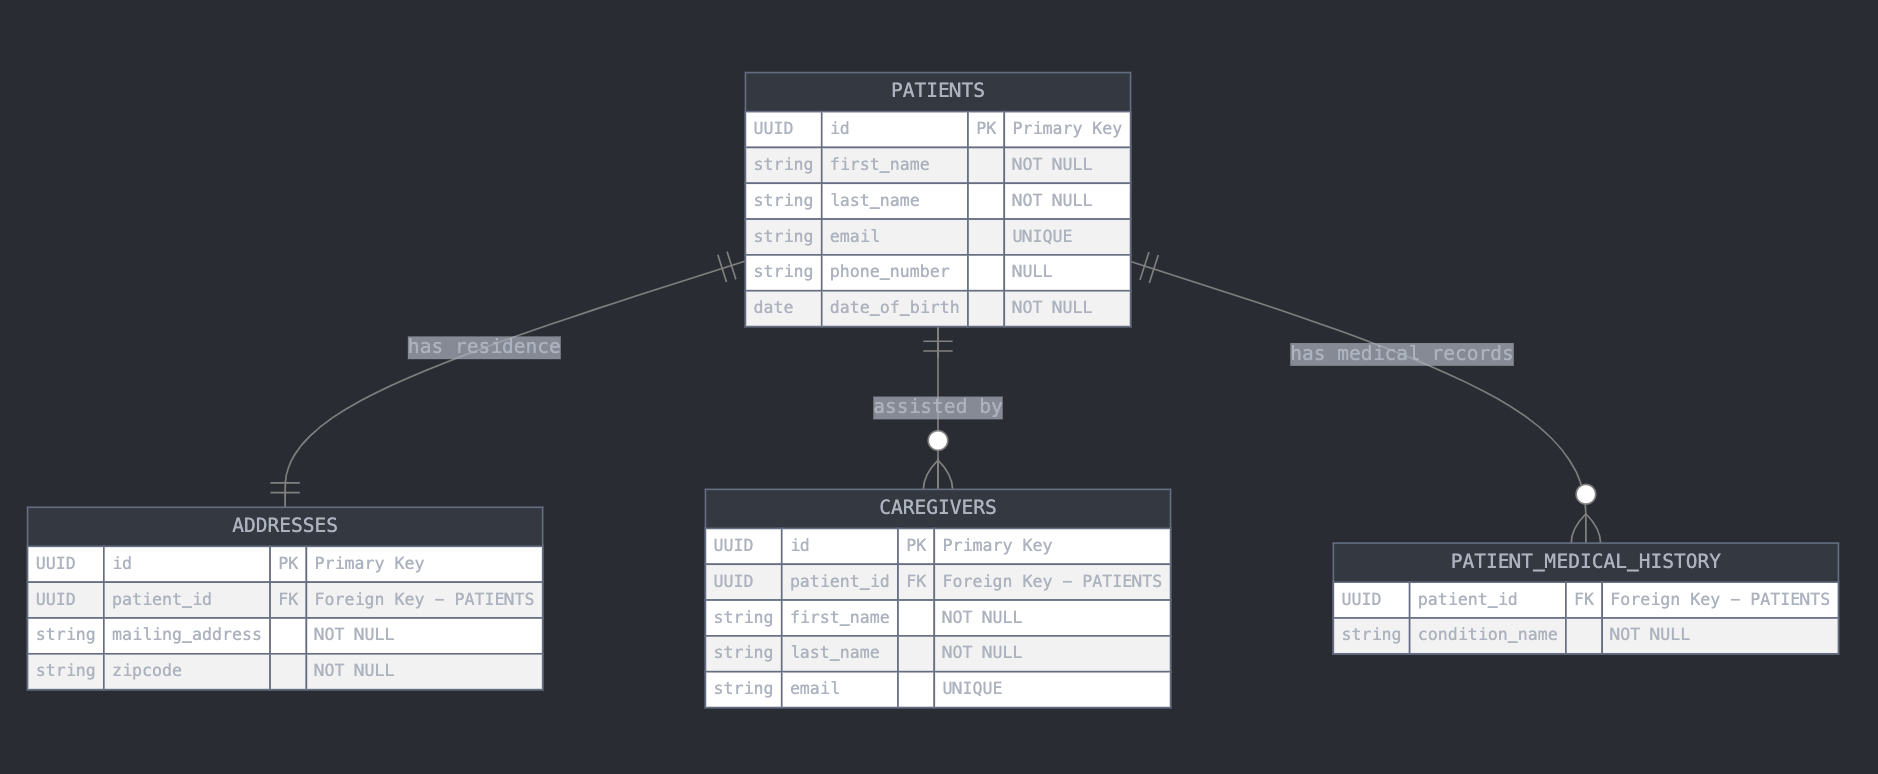 PATIENTS
UUID id PK Primary Key
string first_name NOT NULL
string last_name NOT NULL
string email UNIQUE
string phone_number NULL
date date_of_birth NOT NULL
has residence
has medical records
assisted by
ADDRESSES
UUID id PK Primary Key
UUID patient_id FK Foreign Key – PATIENTS
string mailing_address NOT NULL
string zipcode NOT NULL
CAREGIVERS
UUID id PK Primary Key
UUID patient_id FK Foreign Key – PATIENTS
string first_name NOT NULL
string last_name NOT NULL
string email UNIQUE
PATIENT_MEDICAL_HISTORY
UUID patient_id FK Foreign Key – PATIENTS
string condition_name NOT NULL